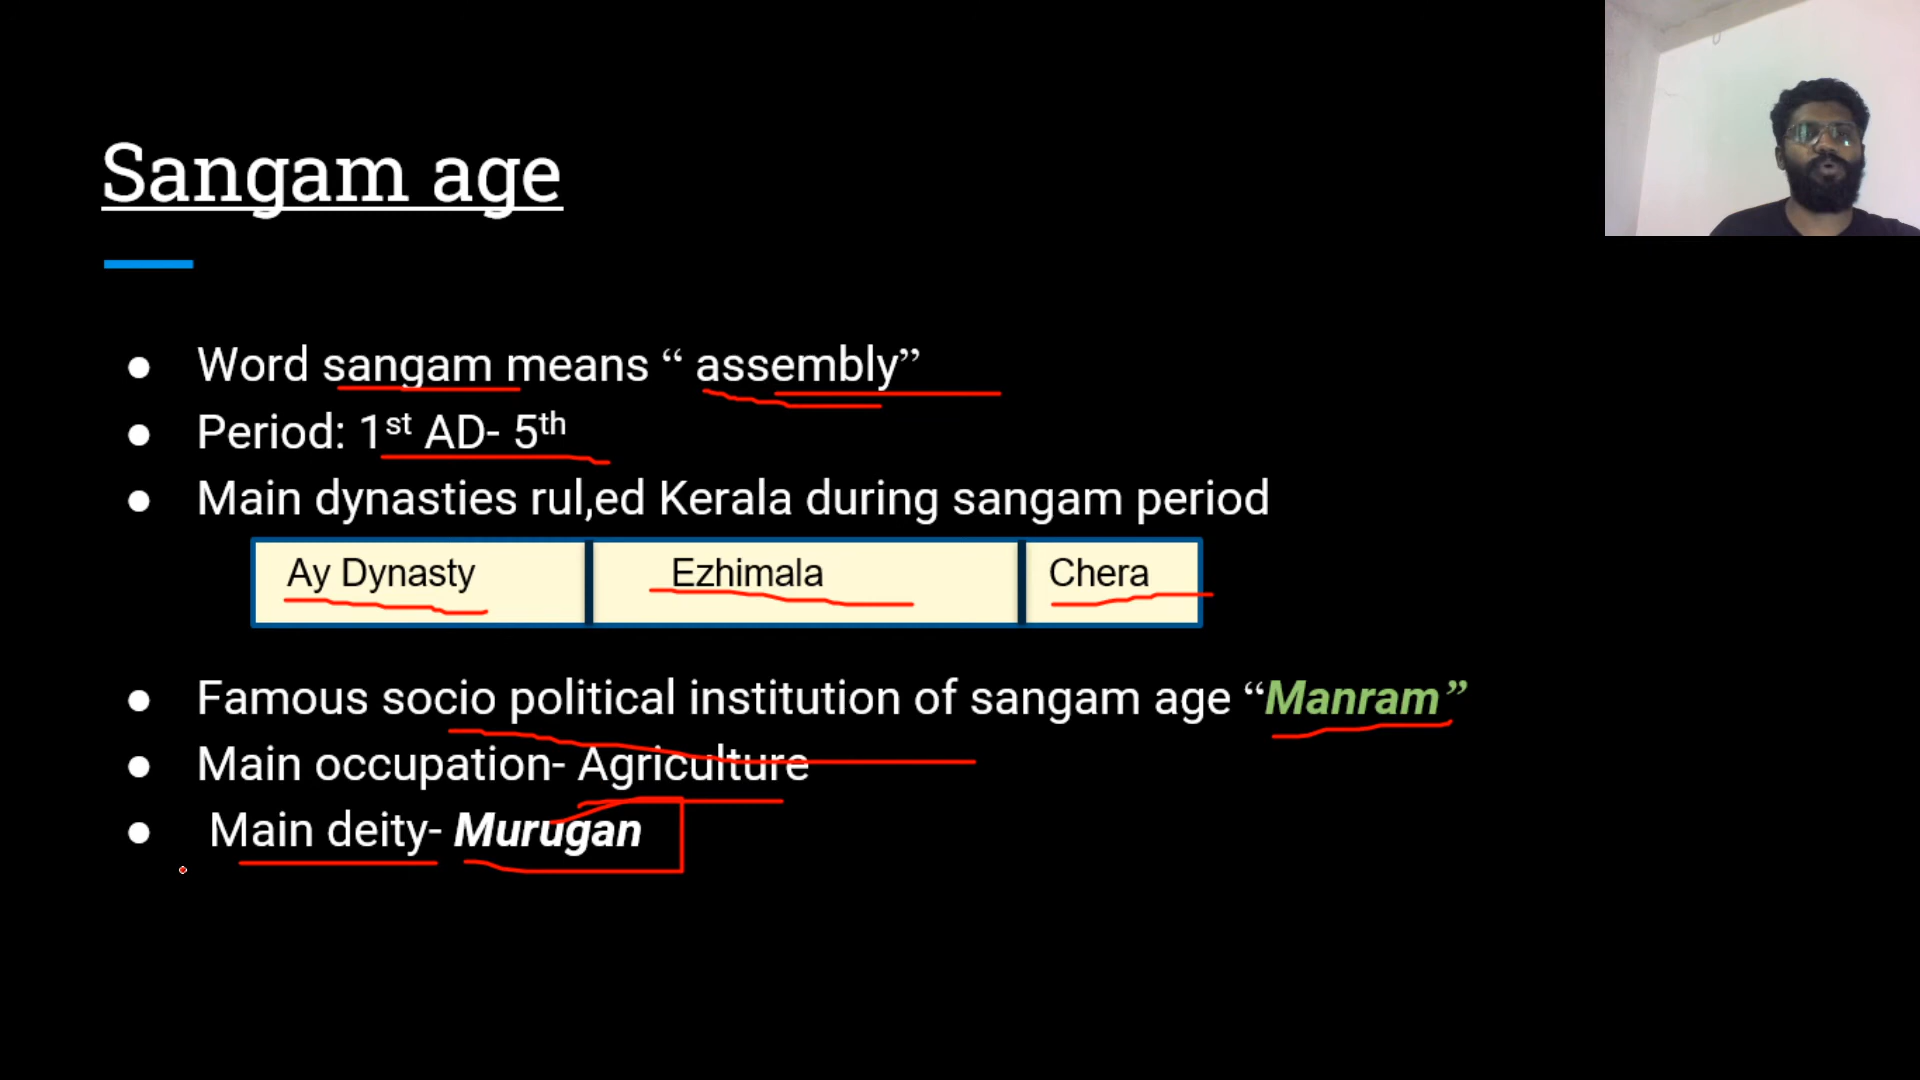 Sangam age
● Word sangam means “ assembly”
● Period: 1st AD- 5th
● Main dynasties rul,ed Kerala during sangam period
Ay Dynasty Ezhimala Chera
● Famous socio political institution of sangam age “Manram”
● Main occupation- Agriculture
● Main deity- Murugan